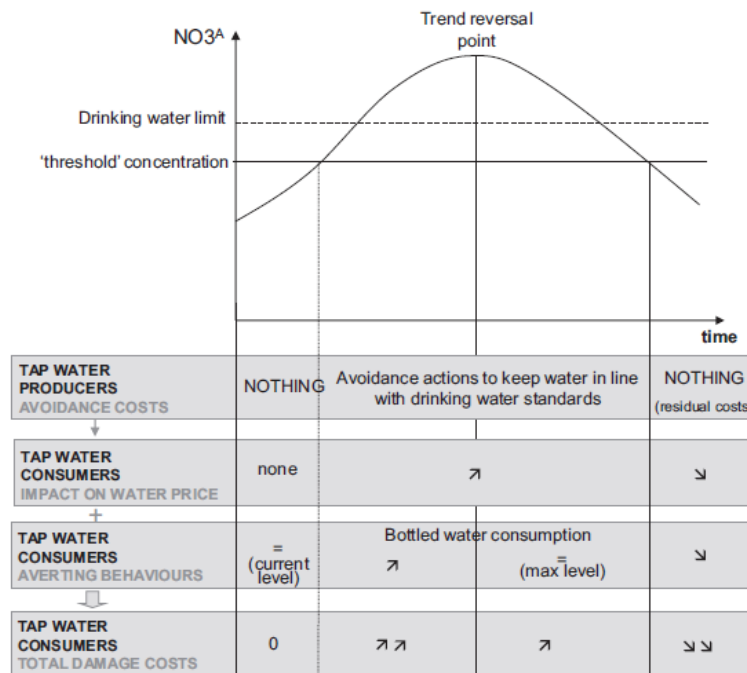 Trend reversal
point
NO3ᴬ
Drinking water limit
'threshold' concentration
time
TAP WATER
PRODUCERS
AVOIDANCE COSTS
NOTHING
Avoidance actions to keep water in line
with drinking water standards
NOTHING
(residual costs
TAP WATER
CONSUMERS
IMPACT ON WATER PRICE
none
↗
↘
+
TAP WATER
CONSUMERS
AVERTING BEHAVIOURS
=
(current
level)
Bottled water consumption
↗
=
(max level)
↘
TAP WATER
CONSUMERS
TOTAL DAMAGE COSTS
0
↗↗
↗
↘↘